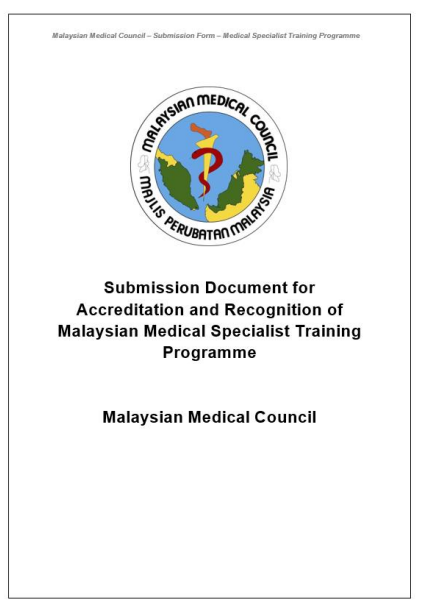 Malaysian Medical Council – Submission Form – Medical Specialist Training Programme
MALAYSIAN MEDICAL COUNCIL
MAJLIS PERUBATAN MALAYSIA
Submission Document for
Accreditation and Recognition of
Malaysian Medical Specialist Training
Programme
Malaysian Medical Council